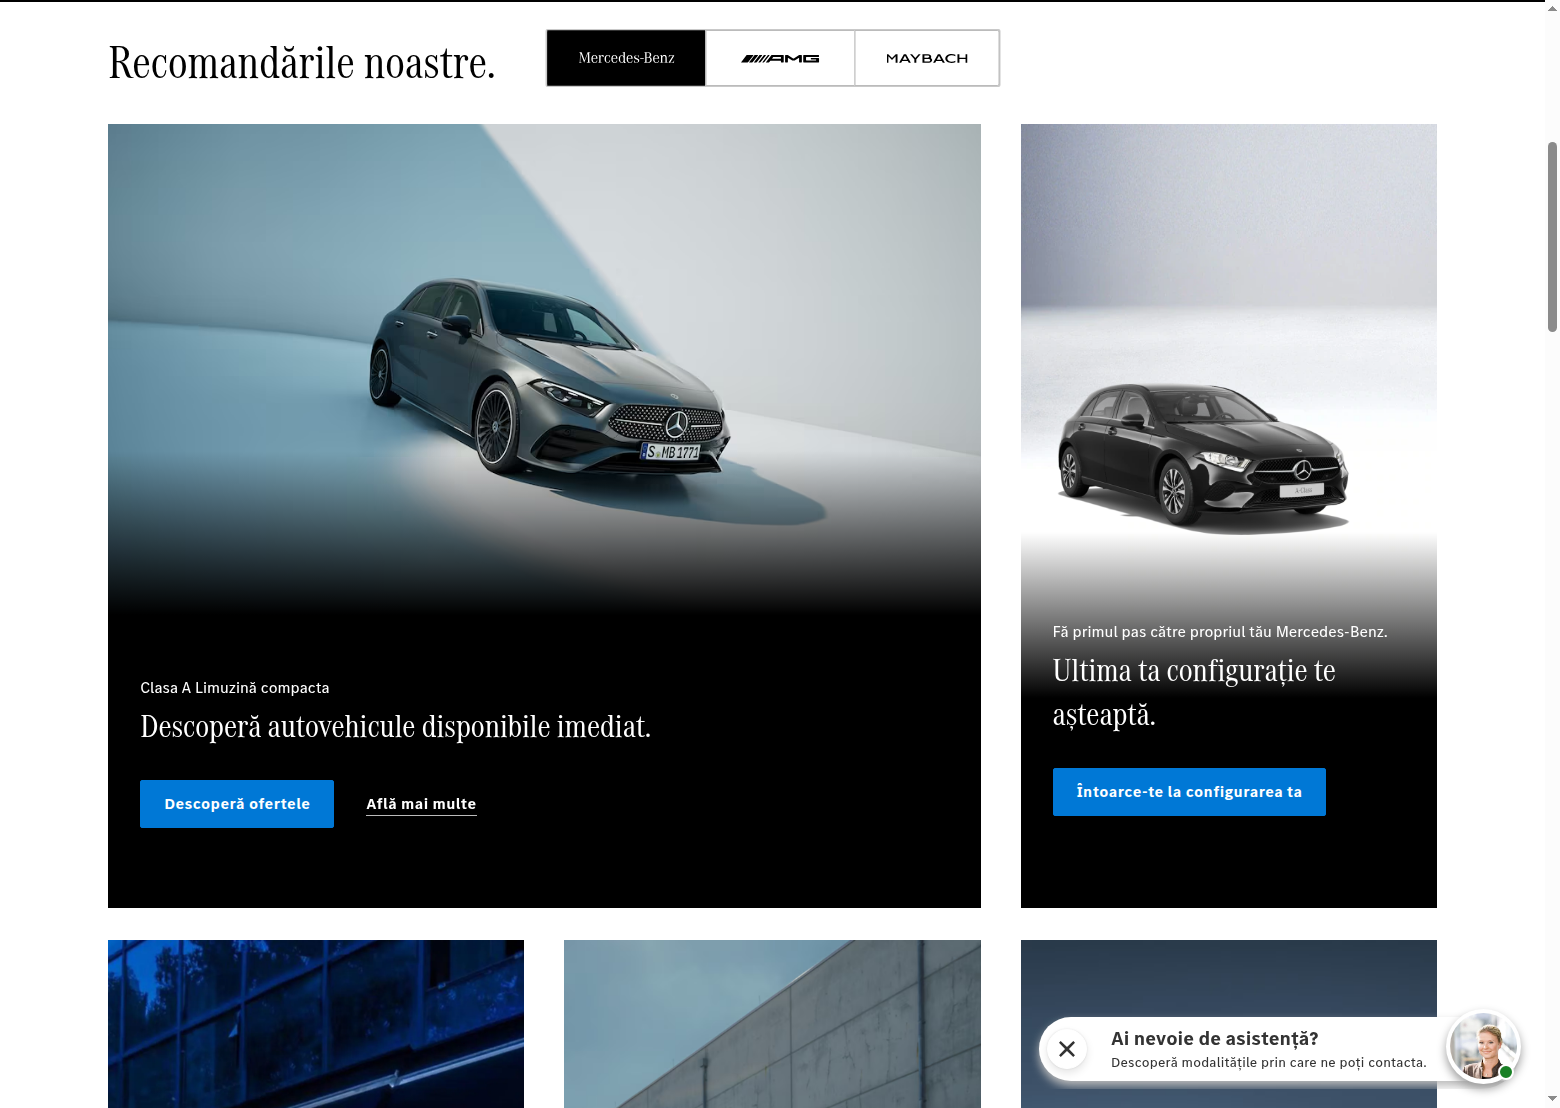 Recomandările noastre.
Mercedes-Benz
AMG
MAYBACH
S MB 1771
A-Class
Clasa A Limuzină compacta
Descoperă autovehicule disponibile imediat.
Descoperă ofertele
Află mai multe
Fă primul pas către propriul tău Mercedes-Benz.
Ultima ta configurație te
așteaptă.
Întoarce-te la configurarea ta
Ai nevoie de asistență?
Descoperă modalitățile prin care ne poți contacta.